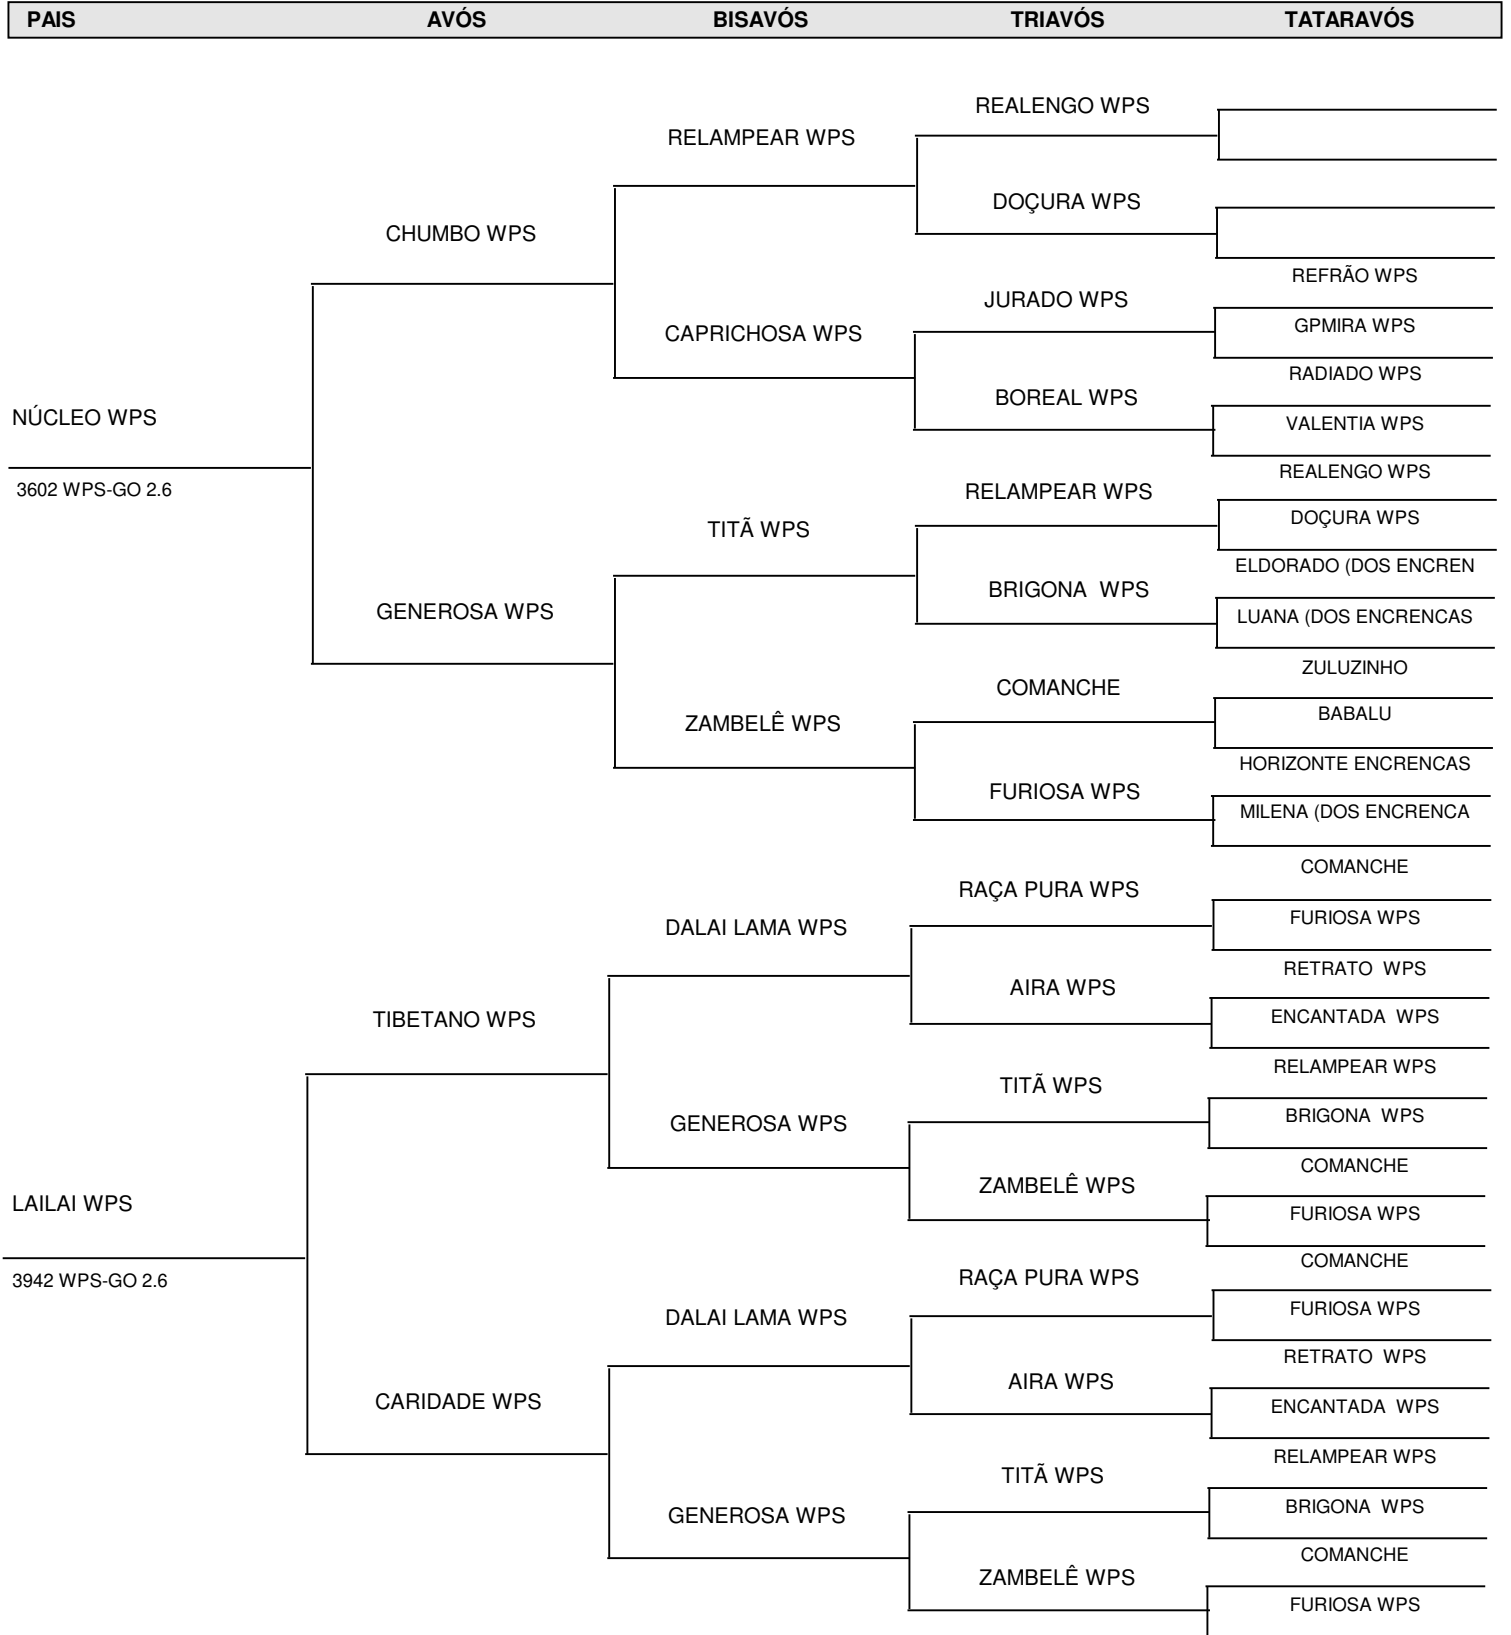 PAIS AVÓS BISAVÓS TRIAVÓS TATARAVÓS
REALENGO WPS
RELAMPEAR WPS
DOÇURA WPS
CHUMBO WPS
REFRÃO WPS
JURADO WPS
GPMIRA WPS
CAPRICHOSA WPS
RADIADO WPS
BOREAL WPS
NÚCLEO WPS
VALENTIA WPS
REALENGO WPS
3602 WPS-GO 2.6
RELAMPEAR WPS
DOÇURA WPS
TITÃ WPS
ELDORADO (DOS ENCREN
BRIGONA WPS
GENEROSA WPS
LUANA (DOS ENCRENCAS
ZULUZINHO
COMANCHE
BABALU
ZAMBELÊ WPS
HORIZONTE ENCRENCAS
FURIOSA WPS
MILENA (DOS ENCRENCA
COMANCHE
RAÇA PURA WPS
FURIOSA WPS
DALAI LAMA WPS
RETRATO WPS
AIRA WPS
ENCANTADA WPS
TIBETANO WPS
RELAMPEAR WPS
TITÃ WPS
BRIGONA WPS
GENEROSA WPS
COMANCHE
ZAMBELÊ WPS
LAILAI WPS
FURIOSA WPS
COMANCHE
3942 WPS-GO 2.6
RAÇA PURA WPS
FURIOSA WPS
DALAI LAMA WPS
RETRATO WPS
AIRA WPS
CARIDADE WPS
ENCANTADA WPS
RELAMPEAR WPS
TITÃ WPS
BRIGONA WPS
GENEROSA WPS
COMANCHE
ZAMBELÊ WPS
FURIOSA WPS